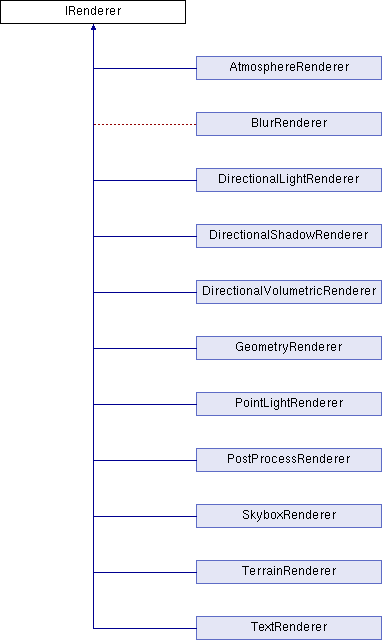 IRenderer
AtmosphereRenderer
BlurRenderer
DirectionalLightRenderer
DirectionalShadowRenderer
DirectionalVolumetricRenderer
GeometryRenderer
PointLightRenderer
PostProcessRenderer
SkyboxRenderer
TerrainRenderer
TextRenderer